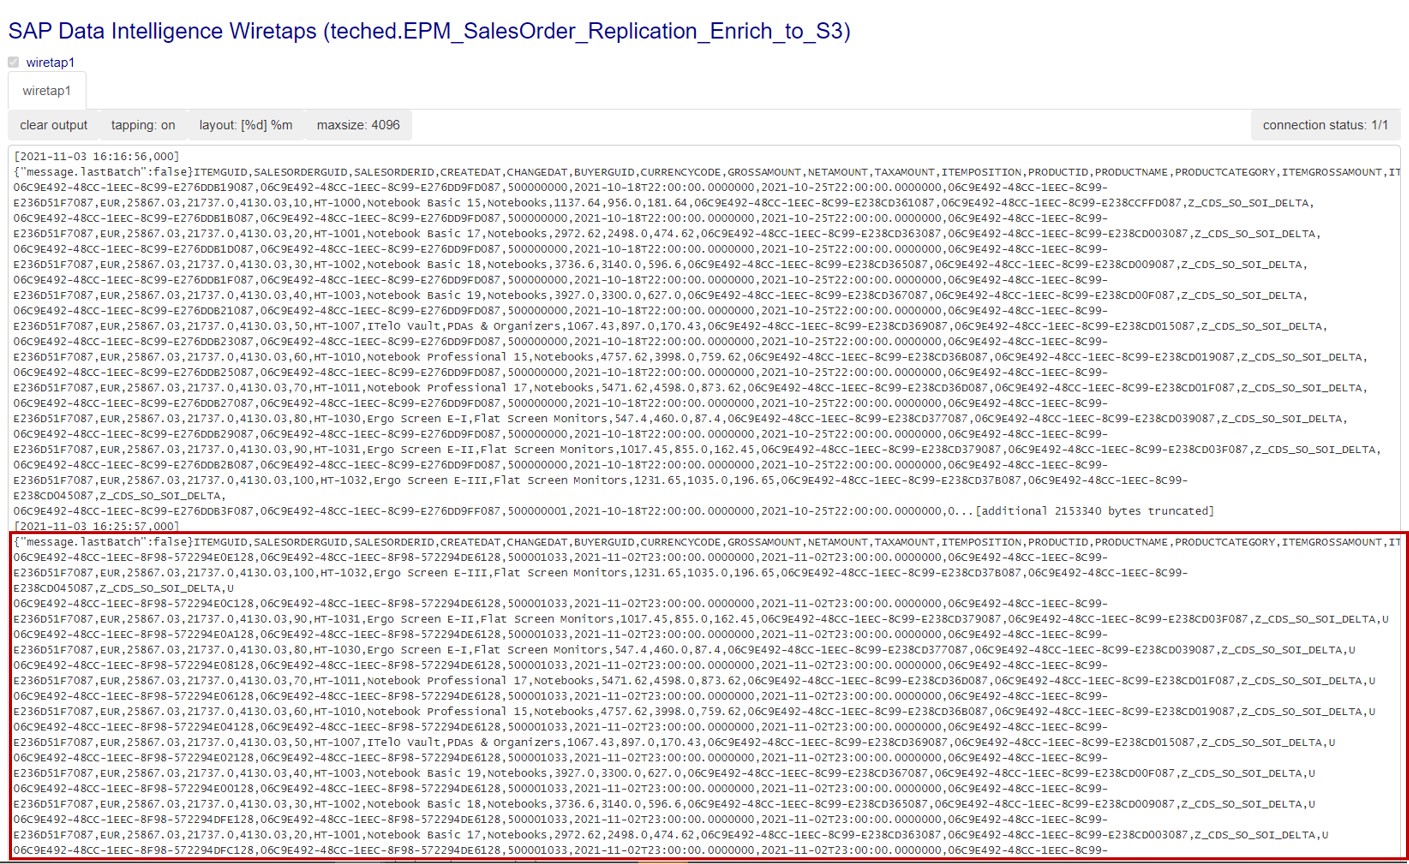 SAP Data Intelligence Wiretaps (teched.EPM_SalesOrder_Replication_Enrich_to_S3)
wiretap1
wiretap1
clear output tapping: on layout: [%d] %m maxsize: 4096 connection status: 1/1
[2021-11-03 16:16:56,000]
{"message.lastBatch":false}ITEMGUID,SALESORDERGUID,SALESORDERID,CREATEDAT,CHANGEDAT,BUYERGUID,CURRENCYCODE,GROSSAMOUNT,NETAMOUNT,TAXAMOUNT,ITEMPOSITION,PRODUCTID,PRODUCTNAME,PRODUCTCATEGORY,ITEMGROSSAMOUNT,IT
06C9E492-48CC-1EEC-8C99-E276DDB19087,06C9E492-48CC-1EEC-8C99-E276DD9FD087,500000000,2021-10-18T22:00:00.0000000,2021-10-25T22:00:00.0000000,06C9E492-48CC-1EEC-8C99-
E236D51F7087,EUR,25867.03,21737.0,4130.03,10,HT-1000,Notebook Basic 15,Notebooks,1137.64,956.0,181.64,06C9E492-48CC-1EEC-8C99-E238CD361087,06C9E492-48CC-1EEC-8C99-E238CCFFD087,Z_CDS_SO_SOI_DELTA,
06C9E492-48CC-1EEC-8C99-E276DDB1B087,06C9E492-48CC-1EEC-8C99-E276DD9FD087,500000000,2021-10-18T22:00:00.0000000,2021-10-25T22:00:00.0000000,06C9E492-48CC-1EEC-8C99-
E236D51F7087,EUR,25867.03,21737.0,4130.03,20,HT-1001,Notebook Basic 17,Notebooks,2972.62,2498.0,474.62,06C9E492-48CC-1EEC-8C99-E238CD363087,06C9E492-48CC-1EEC-8C99-E238CD003087,Z_CDS_SO_SOI_DELTA,
06C9E492-48CC-1EEC-8C99-E276DDB1D087,06C9E492-48CC-1EEC-8C99-E276DD9FD087,500000000,2021-10-18T22:00:00.0000000,2021-10-25T22:00:00.0000000,06C9E492-48CC-1EEC-8C99-
E236D51F7087,EUR,25867.03,21737.0,4130.03,30,HT-1002,Notebook Basic 18,Notebooks,3736.6,3140.0,596.6,06C9E492-48CC-1EEC-8C99-E238CD365087,06C9E492-48CC-1EEC-8C99-E238CD009087,Z_CDS_SO_SOI_DELTA,
06C9E492-48CC-1EEC-8C99-E276DDB1F087,06C9E492-48CC-1EEC-8C99-E276DD9FD087,500000000,2021-10-18T22:00:00.0000000,2021-10-25T22:00:00.0000000,06C9E492-48CC-1EEC-8C99-
E236D51F7087,EUR,25867.03,21737.0,4130.03,40,HT-1003,Notebook Basic 19,Notebooks,3927.0,3300.0,627.0,06C9E492-48CC-1EEC-8C99-E238CD367087,06C9E492-48CC-1EEC-8C99-E238CD00F087,Z_CDS_SO_SOI_DELTA,
06C9E492-48CC-1EEC-8C99-E276DDB21087,06C9E492-48CC-1EEC-8C99-E276DD9FD087,500000000,2021-10-18T22:00:00.0000000,2021-10-25T22:00:00.0000000,06C9E492-48CC-1EEC-8C99-
E236D51F7087,EUR,25867.03,21737.0,4130.03,50,HT-1007,ITelO Vault,PDAs & Organizers,1067.43,897.0,170.43,06C9E492-48CC-1EEC-8C99-E238CD369087,06C9E492-48CC-1EEC-8C99-E238CD015087,Z_CDS_SO_SOI_DELTA,
06C9E492-48CC-1EEC-8C99-E276DDB23087,06C9E492-48CC-1EEC-8C99-E276DD9FD087,500000000,2021-10-18T22:00:00.0000000,2021-10-25T22:00:00.0000000,06C9E492-48CC-1EEC-8C99-
E236D51F7087,EUR,25867.03,21737.0,4130.03,60,HT-1010,Notebook Professional 15,Notebooks,4757.62,3998.0,759.62,06C9E492-48CC-1EEC-8C99-E238CD36B087,06C9E492-48CC-1EEC-8C99-E238CD019087,Z_CDS_SO_SOI_DELTA,
06C9E492-48CC-1EEC-8C99-E276DDB25087,06C9E492-48CC-1EEC-8C99-E276DD9FD087,500000000,2021-10-18T22:00:00.0000000,2021-10-25T22:00:00.0000000,06C9E492-48CC-1EEC-8C99-
E236D51F7087,EUR,25867.03,21737.0,4130.03,70,HT-1011,Notebook Professional 17,Notebooks,5471.62,4598.0,873.62,06C9E492-48CC-1EEC-8C99-E238CD36D087,06C9E492-48CC-1EEC-8C99-E238CD01F087,Z_CDS_SO_SOI_DELTA,
06C9E492-48CC-1EEC-8C99-E276DDB27087,06C9E492-48CC-1EEC-8C99-E276DD9FD087,500000000,2021-10-18T22:00:00.0000000,2021-10-25T22:00:00.0000000,06C9E492-48CC-1EEC-8C99-
E236D51F7087,EUR,25867.03,21737.0,4130.03,80,HT-1030,Ergo Screen E-I,Flat Screen Monitors,547.4,460.0,87.4,06C9E492-48CC-1EEC-8C99-E238CD377087,06C9E492-48CC-1EEC-8C99-E238CD039087,Z_CDS_SO_SOI_DELTA,
06C9E492-48CC-1EEC-8C99-E276DDB29087,06C9E492-48CC-1EEC-8C99-E276DD9FD087,500000000,2021-10-18T22:00:00.0000000,2021-10-25T22:00:00.0000000,06C9E492-48CC-1EEC-8C99-
E236D51F7087,EUR,25867.03,21737.0,4130.03,90,HT-1031,Ergo Screen E-II,Flat Screen Monitors,1017.45,855.0,162.45,06C9E492-48CC-1EEC-8C99-E238CD379087,06C9E492-48CC-1EEC-8C99-E238CD03F087,Z_CDS_SO_SOI_DELTA,
06C9E492-48CC-1EEC-8C99-E276DDB2B087,06C9E492-48CC-1EEC-8C99-E276DD9FD087,500000000,2021-10-18T22:00:00.0000000,2021-10-25T22:00:00.0000000,06C9E492-48CC-1EEC-8C99-
E236D51F7087,EUR,25867.03,21737.0,4130.03,100,HT-1032,Ergo Screen E-III,Flat Screen Monitors,1231.65,1035.0,196.65,06C9E492-48CC-1EEC-8C99-E238CD37B087,06C9E492-48CC-1EEC-8C99-
E238CD045087,Z_CDS_SO_SOI_DELTA,
06C9E492-48CC-1EEC-8C99-E276DDB3F087,06C9E492-48CC-1EEC-8C99-E276DD9FF087,500000001,2021-10-18T22:00:00.0000000,2021-10-25T22:00:00.0000000,0...[additional 2153340 bytes truncated]
[2021-11-03 16:25:57,000]
{"message.lastBatch":false}ITEMGUID,SALESORDERGUID,SALESORDERID,CREATEDAT,CHANGEDAT,BUYERGUID,CURRENCYCODE,GROSSAMOUNT,NETAMOUNT,TAXAMOUNT,ITEMPOSITION,PRODUCTID,PRODUCTNAME,PRODUCTCATEGORY,ITEMGROSSAMOUNT,IT
06C9E492-48CC-1EEC-8F98-572294E0E128,06C9E492-48CC-1EEC-8F98-572294DE6128,500001033,2021-11-02T23:00:00.0000000,2021-11-02T23:00:00.0000000,06C9E492-48CC-1EEC-8C99-
E236D51F7087,EUR,25867.03,21737.0,4130.03,100,HT-1032,Ergo Screen E-III,Flat Screen Monitors,1231.65,1035.0,196.65,06C9E492-48CC-1EEC-8C99-E238CD37B087,06C9E492-48CC-1EEC-8C99-
E238CD045087,Z_CDS_SO_SOI_DELTA,U
06C9E492-48CC-1EEC-8F98-572294E0C128,06C9E492-48CC-1EEC-8F98-572294DE6128,500001033,2021-11-02T23:00:00.0000000,2021-11-02T23:00:00.0000000,06C9E492-48CC-1EEC-8C99-
E236D51F7087,EUR,25867.03,21737.0,4130.03,90,HT-1031,Ergo Screen E-II,Flat Screen Monitors,1017.45,855.0,162.45,06C9E492-48CC-1EEC-8C99-E238CD379087,06C9E492-48CC-1EEC-8C99-E238CD03F087,Z_CDS_SO_SOI_DELTA,U
06C9E492-48CC-1EEC-8F98-572294E0A128,06C9E492-48CC-1EEC-8F98-572294DE6128,500001033,2021-11-02T23:00:00.0000000,2021-11-02T23:00:00.0000000,06C9E492-48CC-1EEC-8C99-
E236D51F7087,EUR,25867.03,21737.0,4130.03,80,HT-1030,Ergo Screen E-I,Flat Screen Monitors,547.4,460.0,87.4,06C9E492-48CC-1EEC-8C99-E238CD377087,06C9E492-48CC-1EEC-8C99-E238CD039087,Z_CDS_SO_SOI_DELTA,U
06C9E492-48CC-1EEC-8F98-572294E08128,06C9E492-48CC-1EEC-8F98-572294DE6128,500001033,2021-11-02T23:00:00.0000000,2021-11-02T23:00:00.0000000,06C9E492-48CC-1EEC-8C99-
E236D51F7087,EUR,25867.03,21737.0,4130.03,70,HT-1011,Notebook Professional 17,Notebooks,5471.62,4598.0,873.62,06C9E492-48CC-1EEC-8C99-E238CD36D087,06C9E492-48CC-1EEC-8C99-E238CD01F087,Z_CDS_SO_SOI_DELTA,U
06C9E492-48CC-1EEC-8F98-572294E06128,06C9E492-48CC-1EEC-8F98-572294DE6128,500001033,2021-11-02T23:00:00.0000000,2021-11-02T23:00:00.0000000,06C9E492-48CC-1EEC-8C99-
E236D51F7087,EUR,25867.03,21737.0,4130.03,60,HT-1010,Notebook Professional 15,Notebooks,4757.62,3998.0,759.62,06C9E492-48CC-1EEC-8C99-E238CD36B087,06C9E492-48CC-1EEC-8C99-E238CD019087,Z_CDS_SO_SOI_DELTA,U
06C9E492-48CC-1EEC-8F98-572294E04128,06C9E492-48CC-1EEC-8F98-572294DE6128,500001033,2021-11-02T23:00:00.0000000,2021-11-02T23:00:00.0000000,06C9E492-48CC-1EEC-8C99-
E236D51F7087,EUR,25867.03,21737.0,4130.03,50,HT-1007,ITelO Vault,PDAs & Organizers,1067.43,897.0,170.43,06C9E492-48CC-1EEC-8C99-E238CD369087,06C9E492-48CC-1EEC-8C99-E238CD015087,Z_CDS_SO_SOI_DELTA,U
06C9E492-48CC-1EEC-8F98-572294E02128,06C9E492-48CC-1EEC-8F98-572294DE6128,500001033,2021-11-02T23:00:00.0000000,2021-11-02T23:00:00.0000000,06C9E492-48CC-1EEC-8C99-
E236D51F7087,EUR,25867.03,21737.0,4130.03,40,HT-1003,Notebook Basic 19,Notebooks,3927.0,3300.0,627.0,06C9E492-48CC-1EEC-8C99-E238CD367087,06C9E492-48CC-1EEC-8C99-E238CD00F087,Z_CDS_SO_SOI_DELTA,U
06C9E492-48CC-1EEC-8F98-572294E00128,06C9E492-48CC-1EEC-8F98-572294DE6128,500001033,2021-11-02T23:00:00.0000000,2021-11-02T23:00:00.0000000,06C9E492-48CC-1EEC-8C99-
E236D51F7087,EUR,25867.03,21737.0,4130.03,30,HT-1002,Notebook Basic 18,Notebooks,3736.6,3140.0,596.6,06C9E492-48CC-1EEC-8C99-E238CD365087,06C9E492-48CC-1EEC-8C99-E238CD009087,Z_CDS_SO_SOI_DELTA,U
06C9E492-48CC-1EEC-8F98-572294DFE128,06C9E492-48CC-1EEC-8F98-572294DE6128,500001033,2021-11-02T23:00:00.0000000,2021-11-02T23:00:00.0000000,06C9E492-48CC-1EEC-8C99-
E236D51F7087,EUR,25867.03,21737.0,4130.03,20,HT-1001,Notebook Basic 17,Notebooks,2972.62,2498.0,474.62,06C9E492-48CC-1EEC-8C99-E238CD363087,06C9E492-48CC-1EEC-8C99-E238CD003087,Z_CDS_SO_SOI_DELTA,U
06C9E492-48CC-1EEC-8F98-572294DFC128,06C9E492-48CC-1EEC-8F98-572294DE6128,500001033,2021-11-02T23:00:00.0000000,2021-11-02T23:00:00.0000000,06C9E492-48CC-1EEC-8C99-